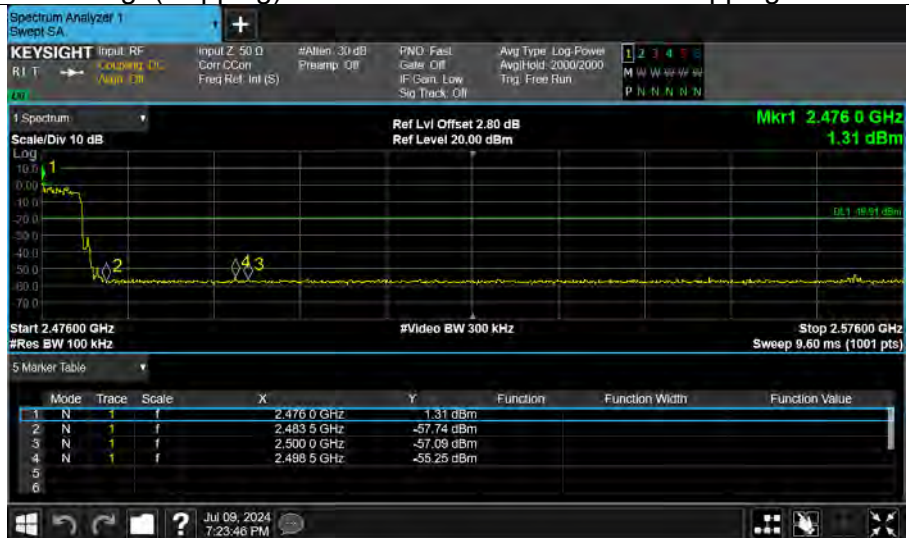 Spectrum Analyzer 1
Swept SA
+
KEYSIGHT Input: RF Input Z: 50 Ω #Atten: 30 dB PNO: Fast Avg Type: Log-Power 1 2 3 4 5 6
RL T Coupling: DC Corr CCorr Preamp: Off Gate: Off Avg|Hold: 2000/2000 M W W W W W
Align: Off Freq Ref: Int (S) IF Gain: Low Trig: Free Run P N N N N N
Sig Track: Off
1 Spectrum Ref Lvl Offset 2.80 dB Mkr1 2.476 0 GHz
Scale/Div 10 dB Ref Level 20.00 dBm 1.31 dBm
Log
10.0 1
0.00
-10.0
-20.0 DL1 -19.91 dBm
-30.0
-40.0
-50.0 2 4 3
-60.0
-70.0
Start 2.47600 GHz #Video BW 300 kHz Stop 2.57600 GHz
#Res BW 100 kHz Sweep 9.60 ms (1001 pts)
5 Marker Table
Mode Trace Scale X Y Function Function Width Function Value
1 N 1 f 2.476 0 GHz 1.31 dBm
2 N 1 f 2.483 5 GHz -57.74 dBm
3 N 1 f 2.500 0 GHz -57.09 dBm
4 N 1 f 2.498 5 GHz -55.25 dBm
5
6
? Jul 09, 2024
7:23:46 PM